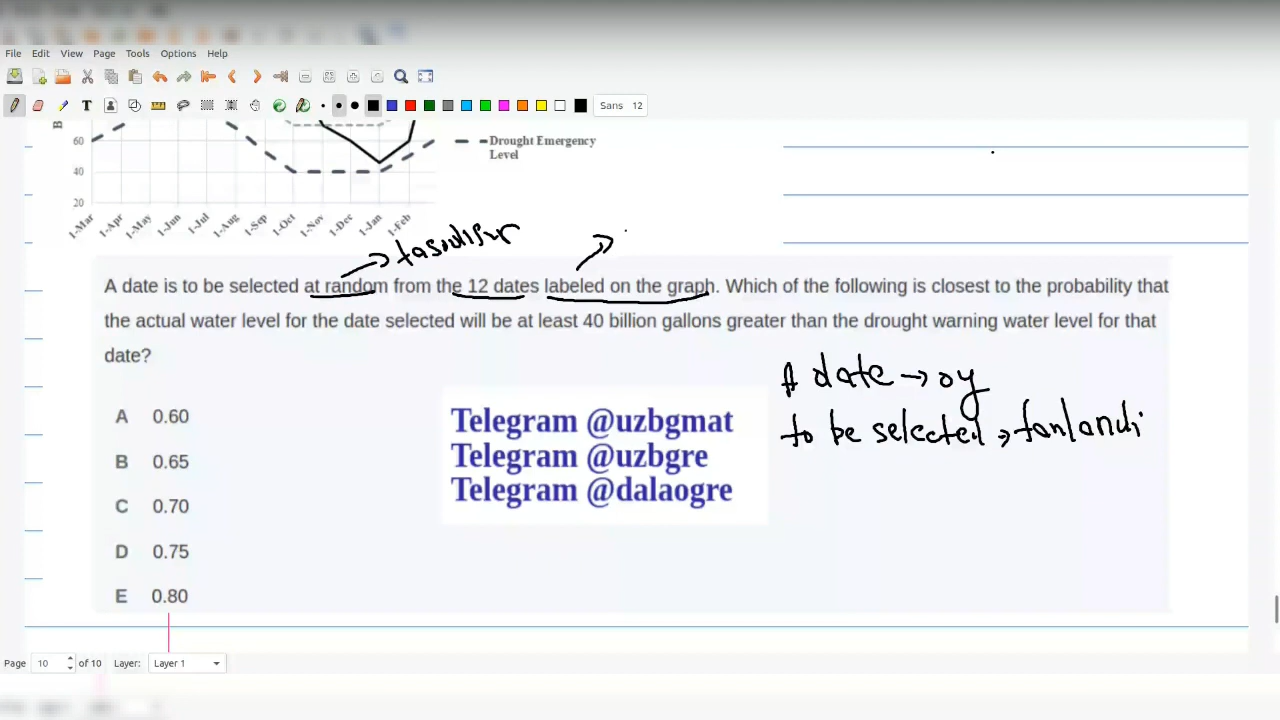 File Edit View Page Tools Options Help
Sans 12
60
40
20
Drought Emergency
Level
1-Mar 1-Apr 1-May 1-Jun 1-Jul 1-Aug 1-Sep 1-Oct 1-Nov 1-Dec 1-Jan 1-Feb
A date is to be selected at random from the 12 dates labeled on the graph. Which of the following is closest to the probability that
the actual water level for the date selected will be at least 40 billion gallons greater than the drought warning water level for that
date?
A date → oy
to be selected → tanlandi
A 0.60
B 0.65
C 0.70
D 0.75
E 0.80
Telegram @uzbgmat
Telegram @uzbgre
Telegram @dalaogre
Page 10 of 10 Layer: Layer 1